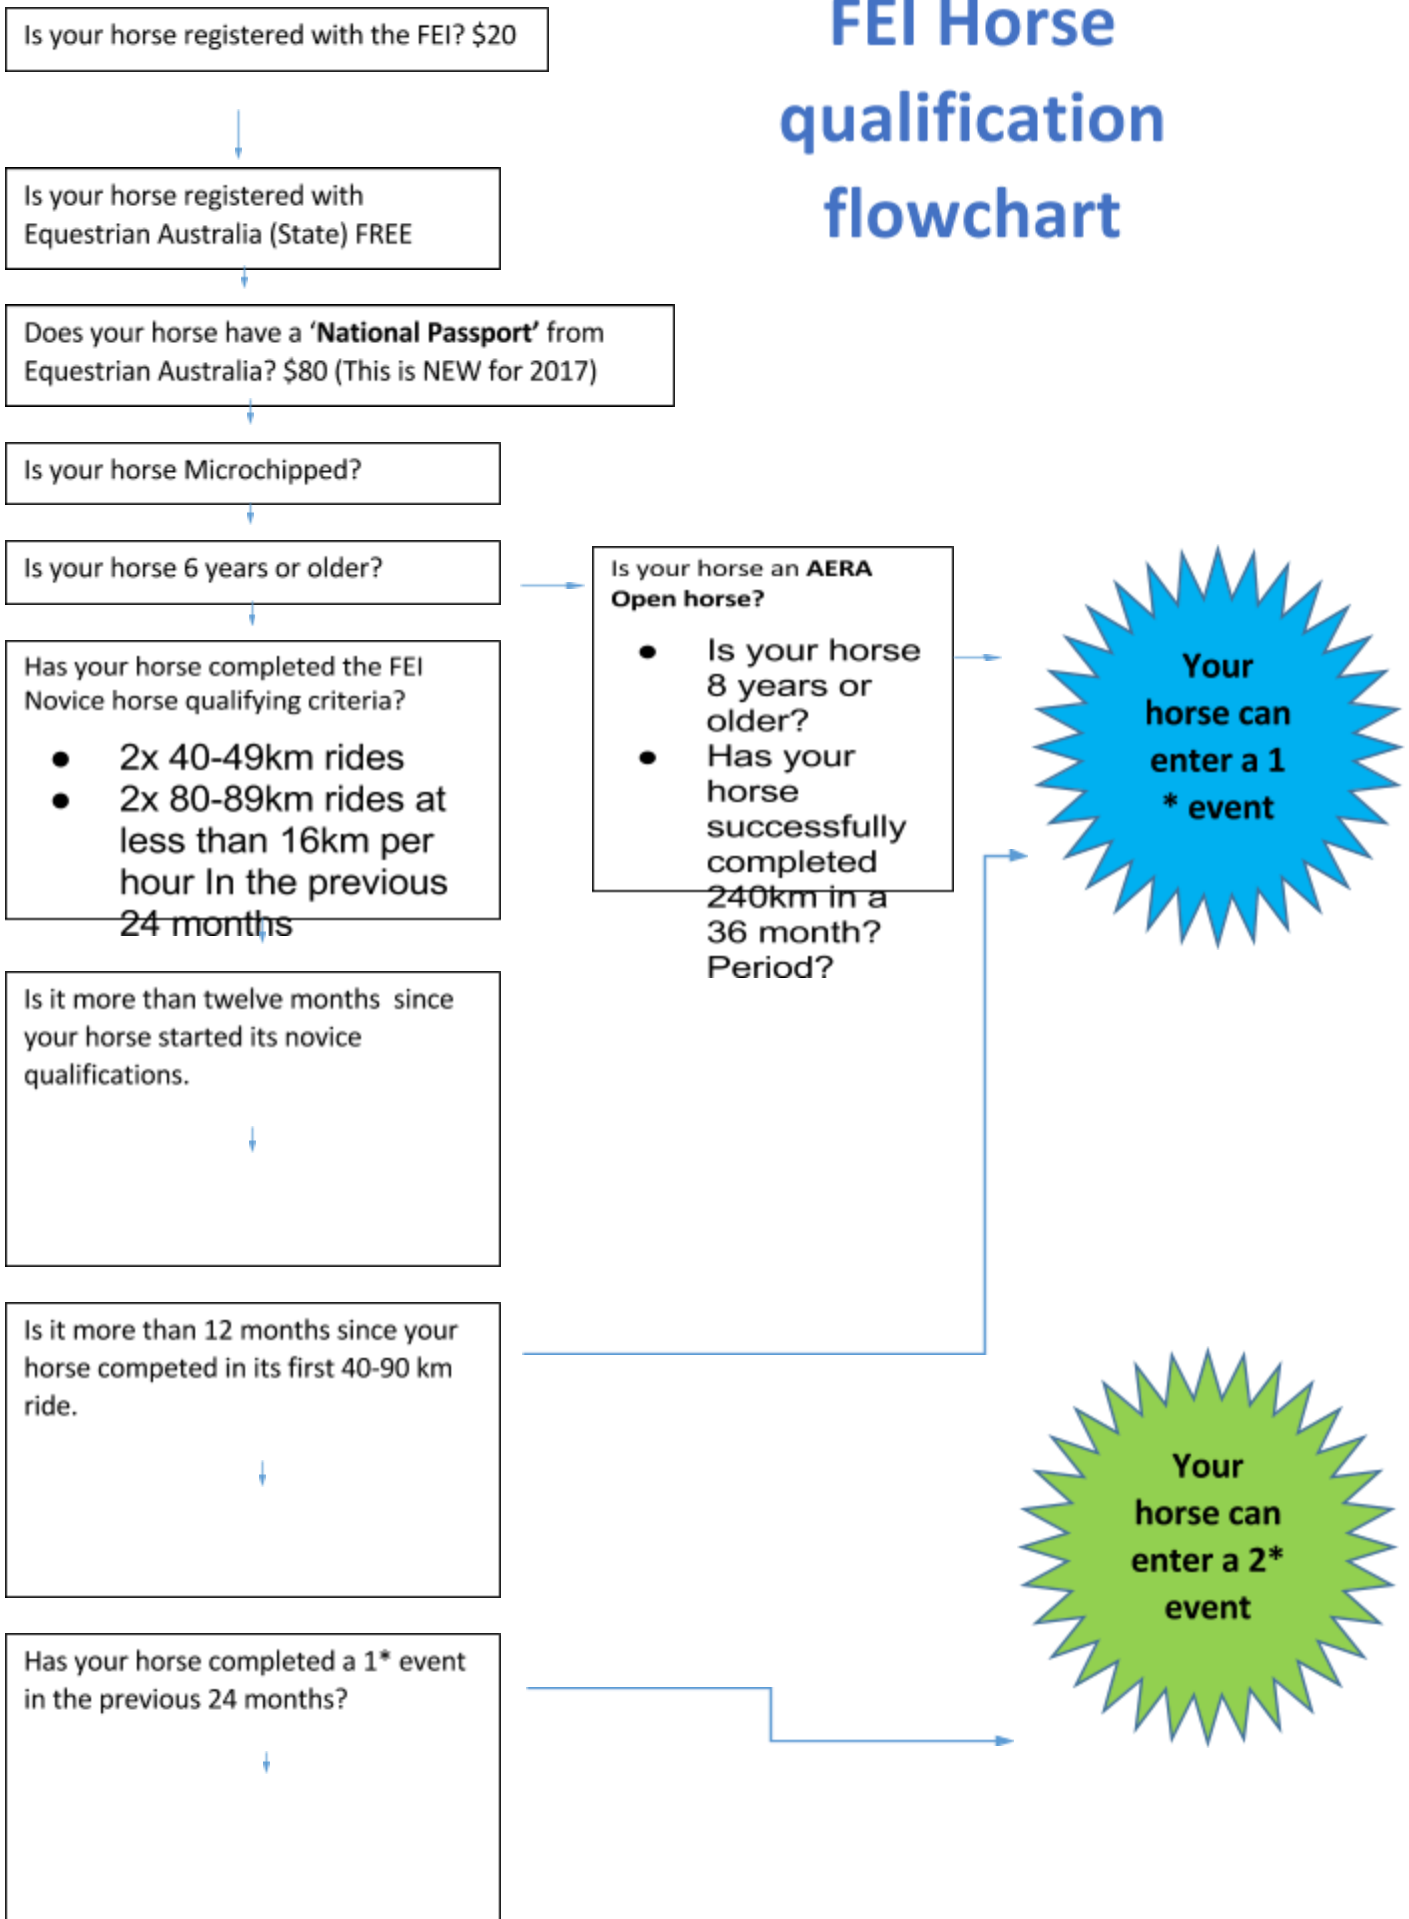 FEI Horse
qualification
flowchart
Is your horse registered with the FEI? $20
Is your horse registered with
Equestrian Australia (State) FREE
Does your horse have a ‘National Passport’ from
Equestrian Australia? $80 (This is NEW for 2017)
Is your horse Microchipped?
Is your horse 6 years or older?
Is your horse an AERA
Open horse?
● Is your horse
8 years or
older?
● Has your
horse
successfully
completed
240km in a
36 month?
Period?
Your
horse can
enter a 1
* event
Has your horse completed the FEI
Novice horse qualifying criteria?
● 2x 40-49km rides
● 2x 80-89km rides at
less than 16km per
hour In the previous
24 months
Is it more than twelve months  since
your horse started its novice
qualifications.
Is it more than 12 months since your
horse competed in its first 40-90 km
ride.
Your
horse can
enter a 2*
event
Has your horse completed a 1* event
in the previous 24 months?